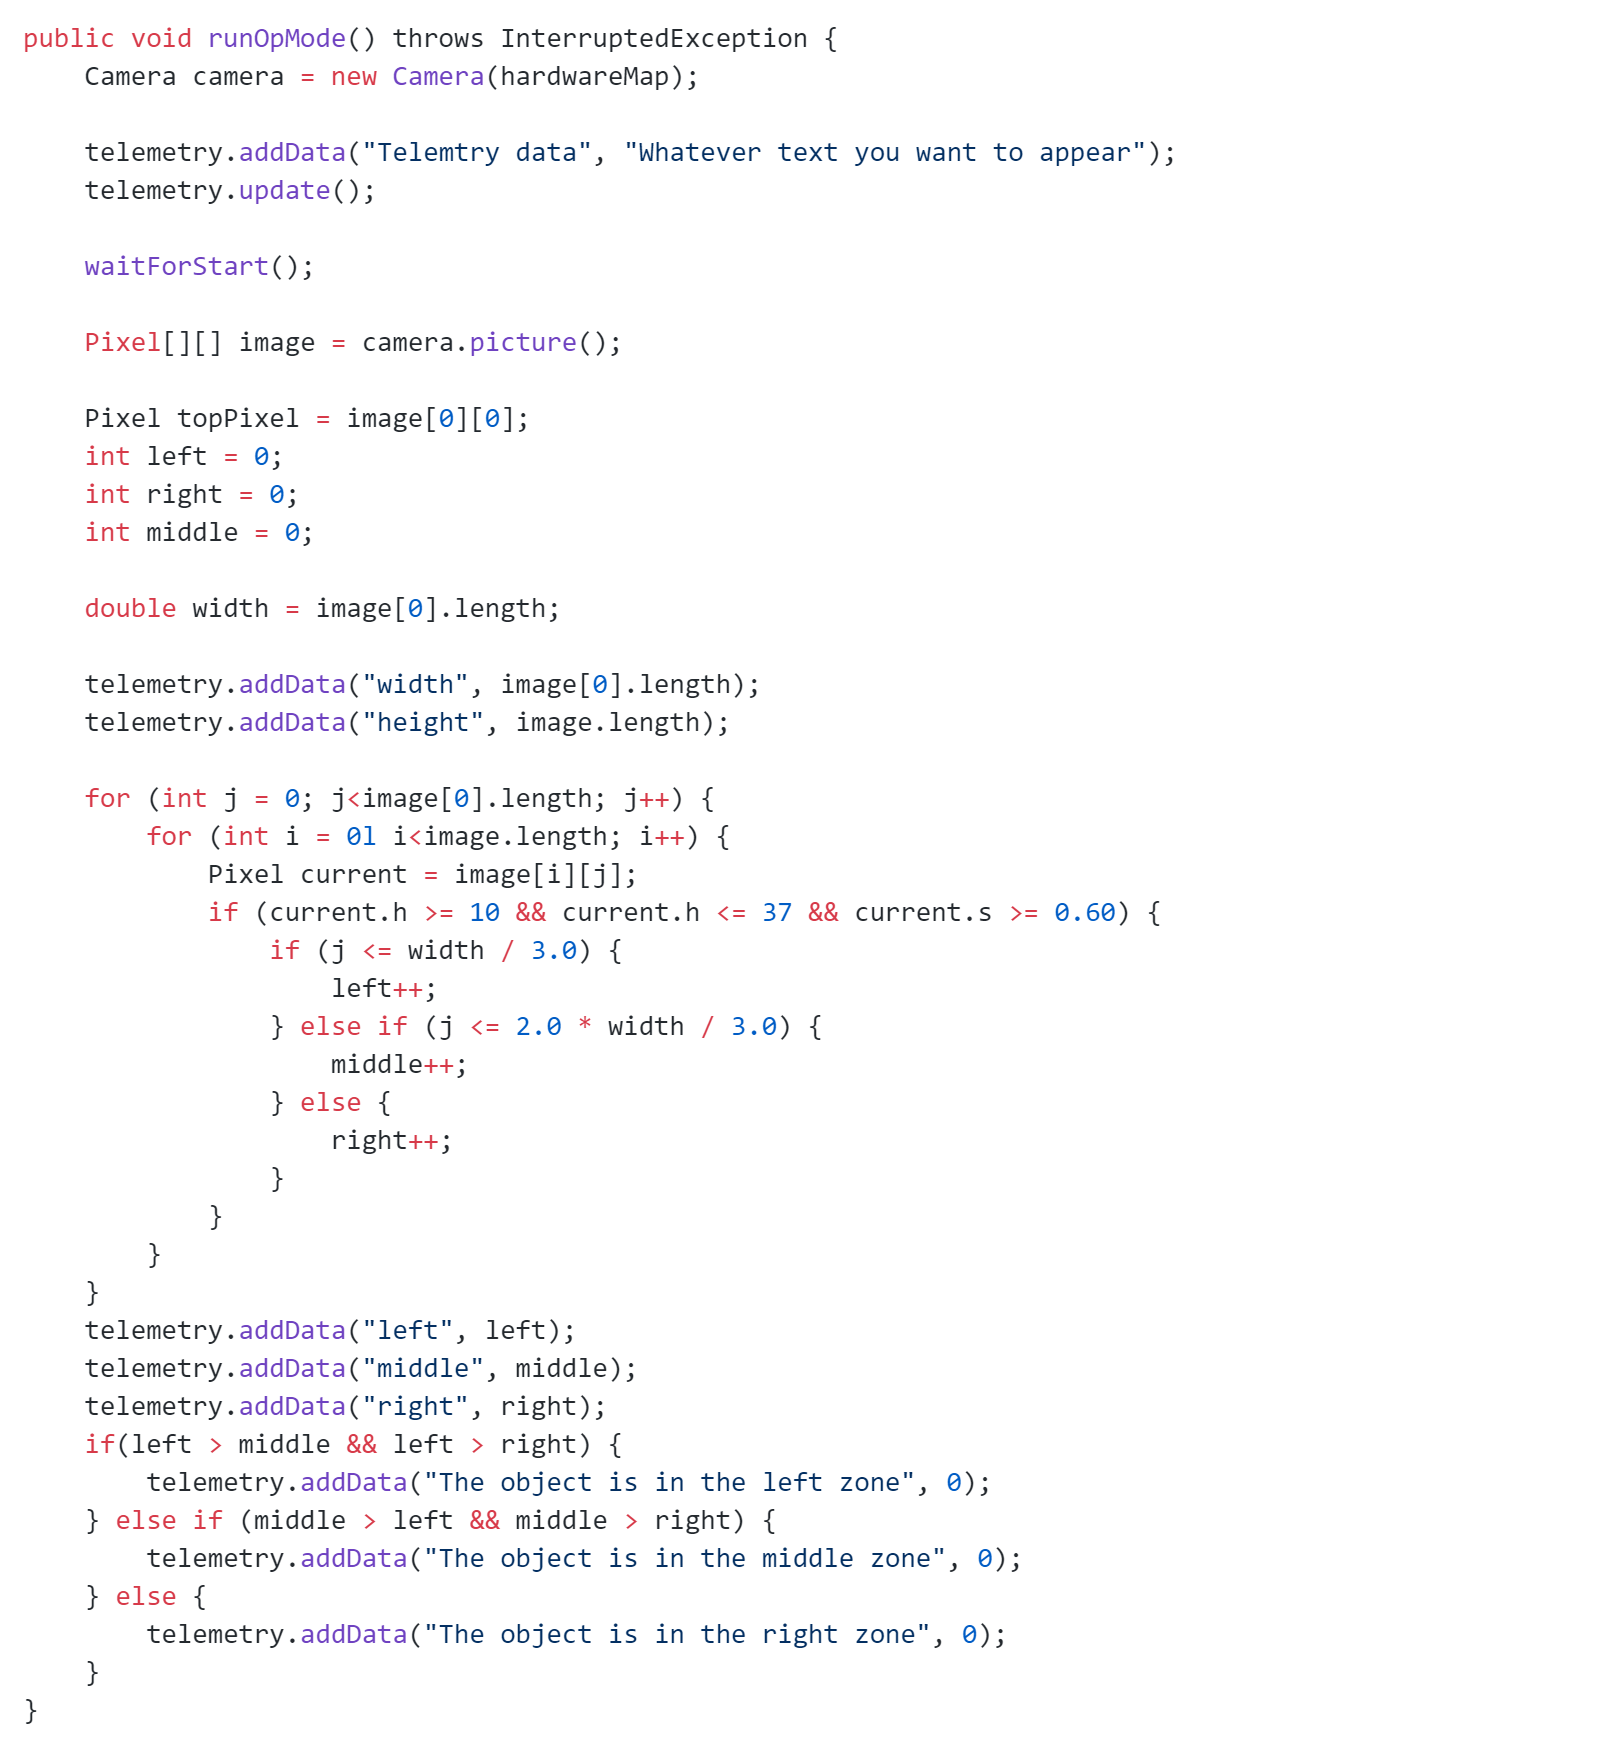 public void runOpMode() throws InterruptedException {
    Camera camera = new Camera(hardwareMap);

    telemetry.addData("Telemtry data", "Whatever text you want to appear");
    telemetry.update();

    waitForStart();

    Pixel[][] image = camera.picture();

    Pixel topPixel = image[0][0];
    int left = 0;
    int right = 0;
    int middle = 0;

    double width = image[0].length;

    telemetry.addData("width", image[0].length);
    telemetry.addData("height", image.length);

    for (int j = 0; j<image[0].length; j++) {
        for (int i = 0l i<image.length; i++) {
            Pixel current = image[i][j];
            if (current.h >= 10 && current.h <= 37 && current.s >= 0.60) {
                if (j <= width / 3.0) {
                    left++;
                } else if (j <= 2.0 * width / 3.0) {
                    middle++;
                } else {
                    right++;
                }
            }
        }
    }
    telemetry.addData("left", left);
    telemetry.addData("middle", middle);
    telemetry.addData("right", right);
    if(left > middle && left > right) {
        telemetry.addData("The object is in the left zone", 0);
    } else if (middle > left && middle > right) {
        telemetry.addData("The object is in the middle zone", 0);
    } else {
        telemetry.addData("The object is in the right zone", 0);
    }
}